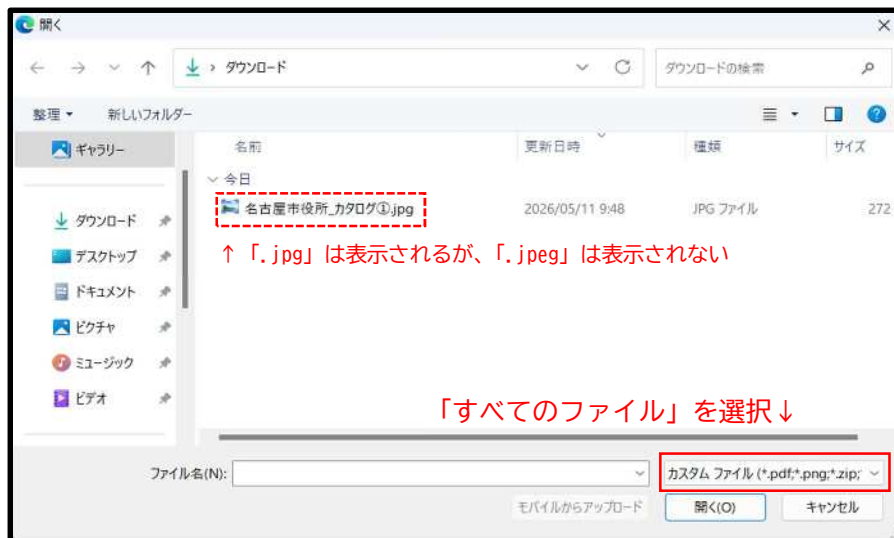 開く
ダウンロード
ダウンロードの検索
整理
新しいフォルダー
ギャラリー
名前
更新日時
種類
サイズ
今日
名古屋市役所_カタログ①.jpg
2026/05/11 9:48
JPG ファイル
272
ダウンロード
↑「.jpg」は表示されるが、「.jpeg」は表示されない
デスクトップ
ドキュメント
ピクチャ
ミュージック
ビデオ
「すべてのファイル」を選択↓
ファイル名(N):
カスタム ファイル (*.pdf;*.png;*.zip;
モバイルからアップロード
開く(O)
キャンセル